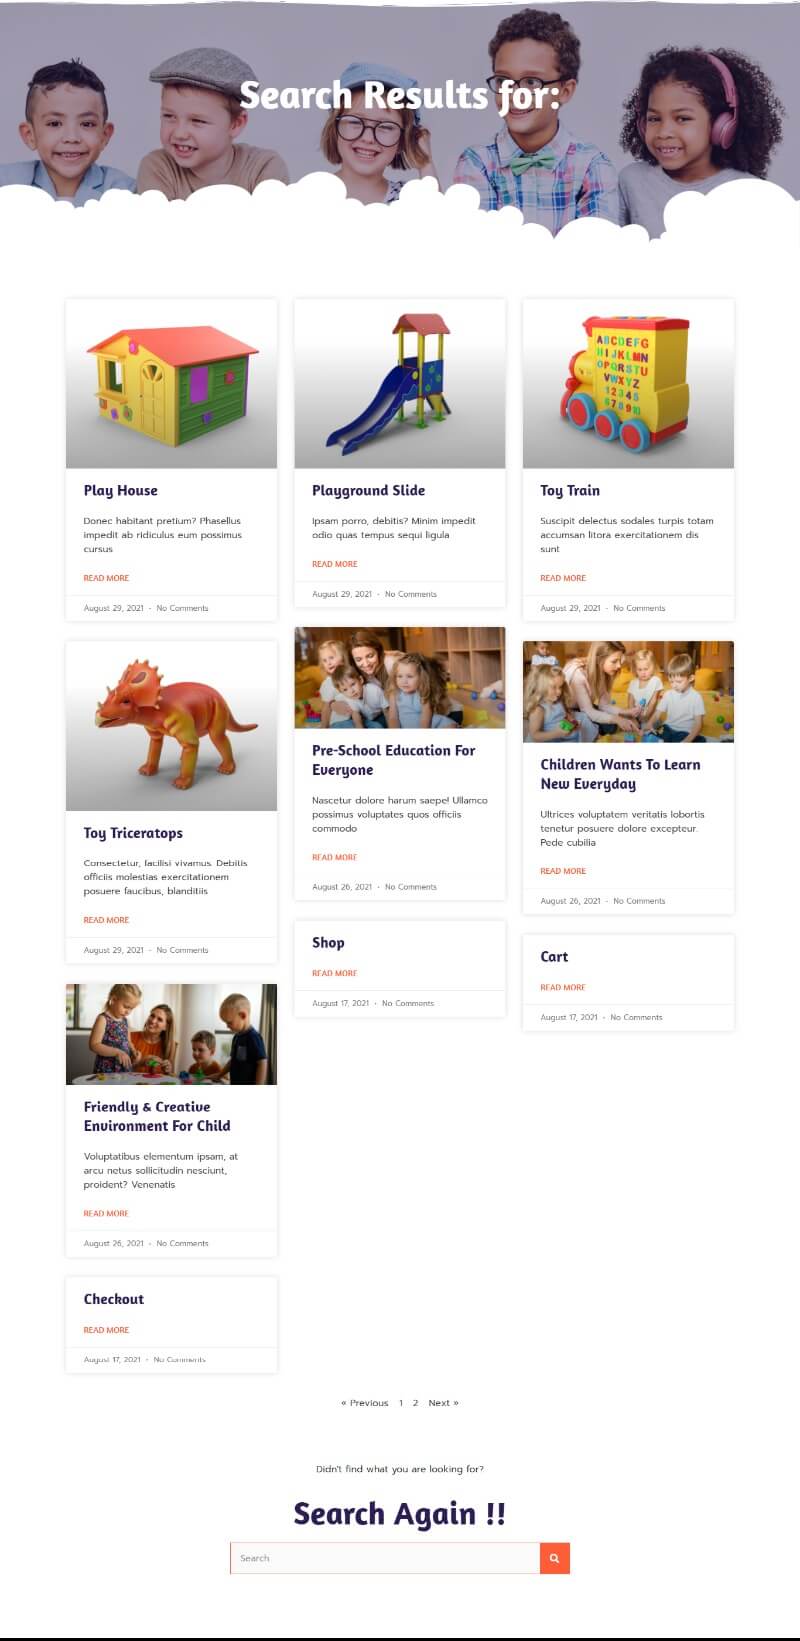 Search Results for:
ABCDEFG
HIJKLMN
OPQRSTU
VWXYZ
12345
678910
Play House
Donec habitant pretium? Phasellus
impedit ab ridiculus eum possimus
cursus
READ MORE
August 29, 2021 • No Comments
Playground Slide
Ipsam porro, debitis? Minim impedit
odio quas tempus sequi ligula
READ MORE
August 29, 2021 • No Comments
Toy Train
Suscipit delectus sodales turpis totam
accumsan litora exercitationem dis
sunt
READ MORE
August 29, 2021 • No Comments
Toy Triceratops
Consectetur, facilisi vivamus. Debitis
officiis molestias exercitationem
posuere faucibus, blanditiis
READ MORE
August 29, 2021 • No Comments
Pre-School Education For
Everyone
Nascetur dolore harum saepe! Ullamco
possimus voluptates quos officiis
commodo
READ MORE
August 26, 2021 • No Comments
Children Wants To Learn
New Everyday
Ultrices voluptatem veritatis lobortis
tenetur posuere dolore excepteur.
Pede cubilia
READ MORE
August 26, 2021 • No Comments
Shop
READ MORE
August 17, 2021 • No Comments
Cart
READ MORE
August 17, 2021 • No Comments
Friendly & Creative
Environment For Child
Voluptatibus elementum ipsam, at
arcu netus sollicitudin nesciunt,
proident? Venenatis
READ MORE
August 26, 2021 • No Comments
Checkout
READ MORE
August 17, 2021 • No Comments
« Previous 1 2 Next »
Didn't find what you are looking for?
Search Again !!
Search